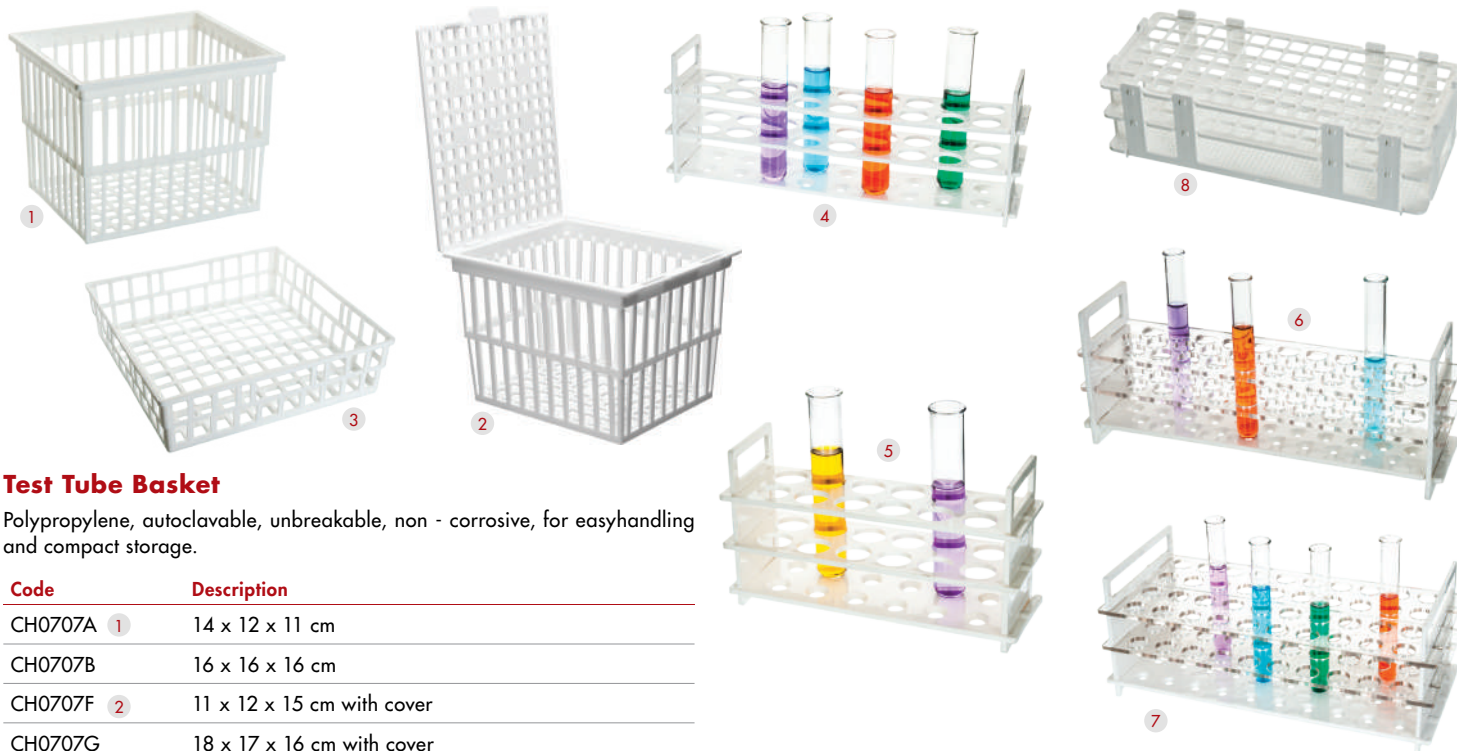 1
2
3
4
5
6
7
8
Test Tube Basket
Polypropylene, autoclavable, unbreakable, non - corrosive, for easyhandling
and compact storage.
Code Description
CH0707A 1 14 x 12 x 11 cm
CH0707B 16 x 16 x 16 cm
CH0707F 2 11 x 12 x 15 cm with cover
CH0707G 18 x 17 x 16 cm with cover